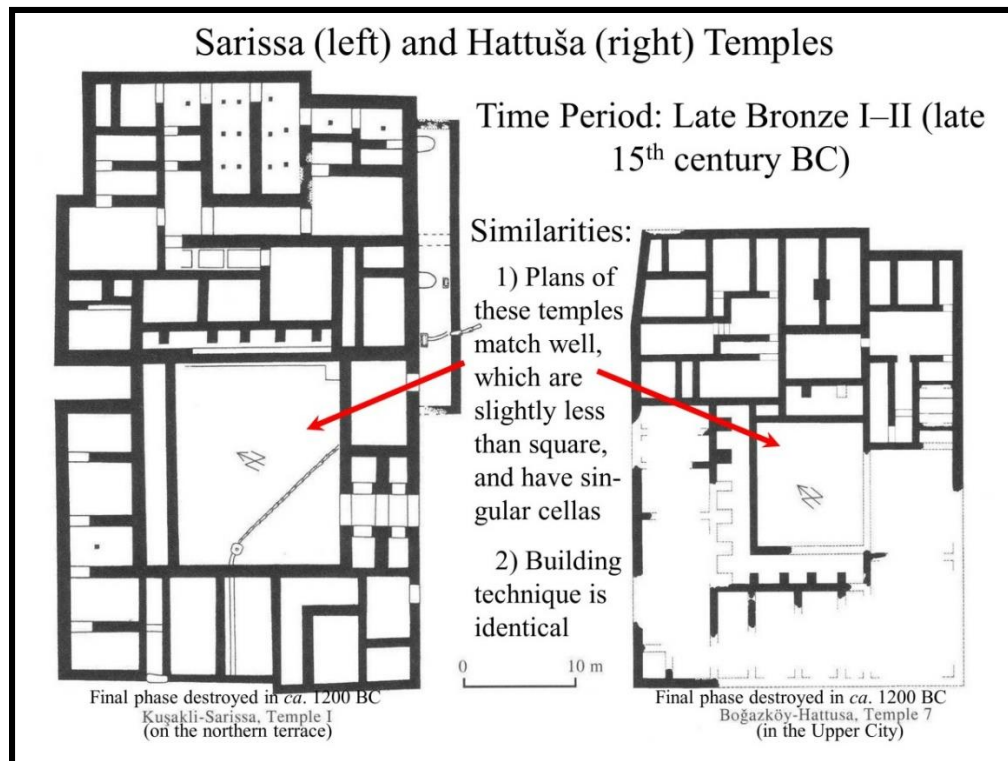 Sarissa (left) and Hattuša (right) Temples
Time Period: Late Bronze I–II (late
15th century BC)
Similarities:
1) Plans of
these temples
match well,
which are
slightly less
than square,
and have sin-
gular cellas
2) Building
technique is
identical
0 10 m
Final phase destroyed in ca. 1200 BC
Kuşakli-Sarissa, Temple I
(on the northern terrace)
Final phase destroyed in ca. 1200 BC
Boğazköy-Hattusa, Temple 7
(in the Upper City)